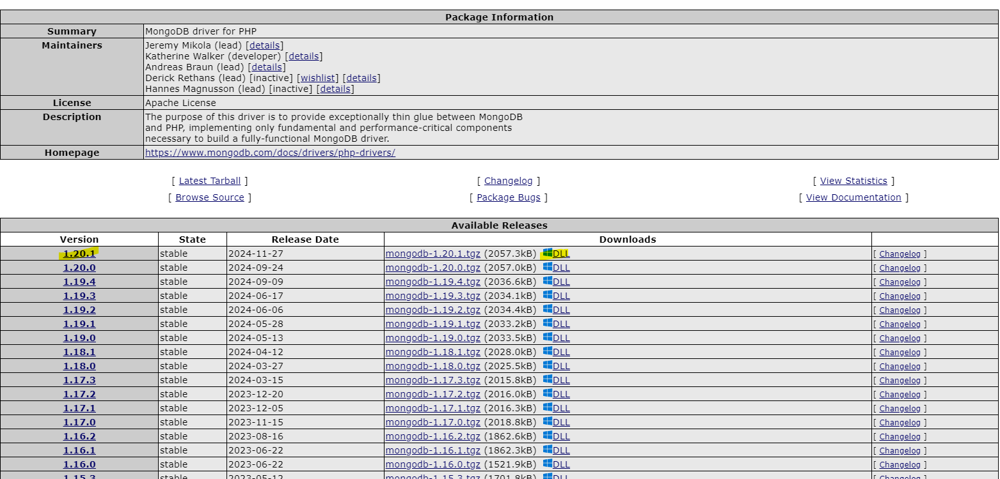 Package Information
Summary MongoDB driver for PHP
Maintainers Jeremy Mikola (lead) [details]
Katherine Walker (developer) [details]
Andreas Braun (lead) [details]
Derick Rethans (lead) [inactive] [wishlist] [details]
Hannes Magnusson (lead) [inactive] [details]
License Apache License
Description The purpose of this driver is to provide exceptionally thin glue between MongoDB
and PHP, implementing only fundamental and performance-critical components
necessary to build a fully-functional MongoDB driver.
Homepage https://www.mongodb.com/docs/drivers/php-drivers/
[ Latest Tarball ] [ Changelog ] [ View Statistics ]
[ Browse Source ] [ Package Bugs ] [ View Documentation ]
Available Releases
Version State Release Date Downloads
1.20.1 stable 2024-11-27 mongodb-1.20.1.tgz (2057.3kB) DLL [ Changelog ]
1.20.0 stable 2024-09-24 mongodb-1.20.0.tgz (2057.0kB) DLL [ Changelog ]
1.19.4 stable 2024-09-09 mongodb-1.19.4.tgz (2036.6kB) DLL [ Changelog ]
1.19.3 stable 2024-06-17 mongodb-1.19.3.tgz (2034.1kB) DLL [ Changelog ]
1.19.2 stable 2024-06-06 mongodb-1.19.2.tgz (2034.4kB) DLL [ Changelog ]
1.19.1 stable 2024-05-28 mongodb-1.19.1.tgz (2033.2kB) DLL [ Changelog ]
1.19.0 stable 2024-05-13 mongodb-1.19.0.tgz (2033.5kB) DLL [ Changelog ]
1.18.1 stable 2024-04-12 mongodb-1.18.1.tgz (2028.0kB) DLL [ Changelog ]
1.18.0 stable 2024-03-27 mongodb-1.18.0.tgz (2025.5kB) DLL [ Changelog ]
1.17.3 stable 2024-03-15 mongodb-1.17.3.tgz (2015.8kB) DLL [ Changelog ]
1.17.2 stable 2023-12-20 mongodb-1.17.2.tgz (2016.0kB) DLL [ Changelog ]
1.17.1 stable 2023-12-05 mongodb-1.17.1.tgz (2016.3kB) DLL [ Changelog ]
1.17.0 stable 2023-11-15 mongodb-1.17.0.tgz (2018.8kB) DLL [ Changelog ]
1.16.2 stable 2023-08-16 mongodb-1.16.2.tgz (1862.6kB) DLL [ Changelog ]
1.16.1 stable 2023-06-22 mongodb-1.16.1.tgz (1862.3kB) DLL [ Changelog ]
1.16.0 stable 2023-06-22 mongodb-1.16.0.tgz (1521.9kB) DLL [ Changelog ]
1.15.3 stable 2023-05-12 mongodb-1.15.3.tgz (1701.8kB) DLL [ Changelog ]